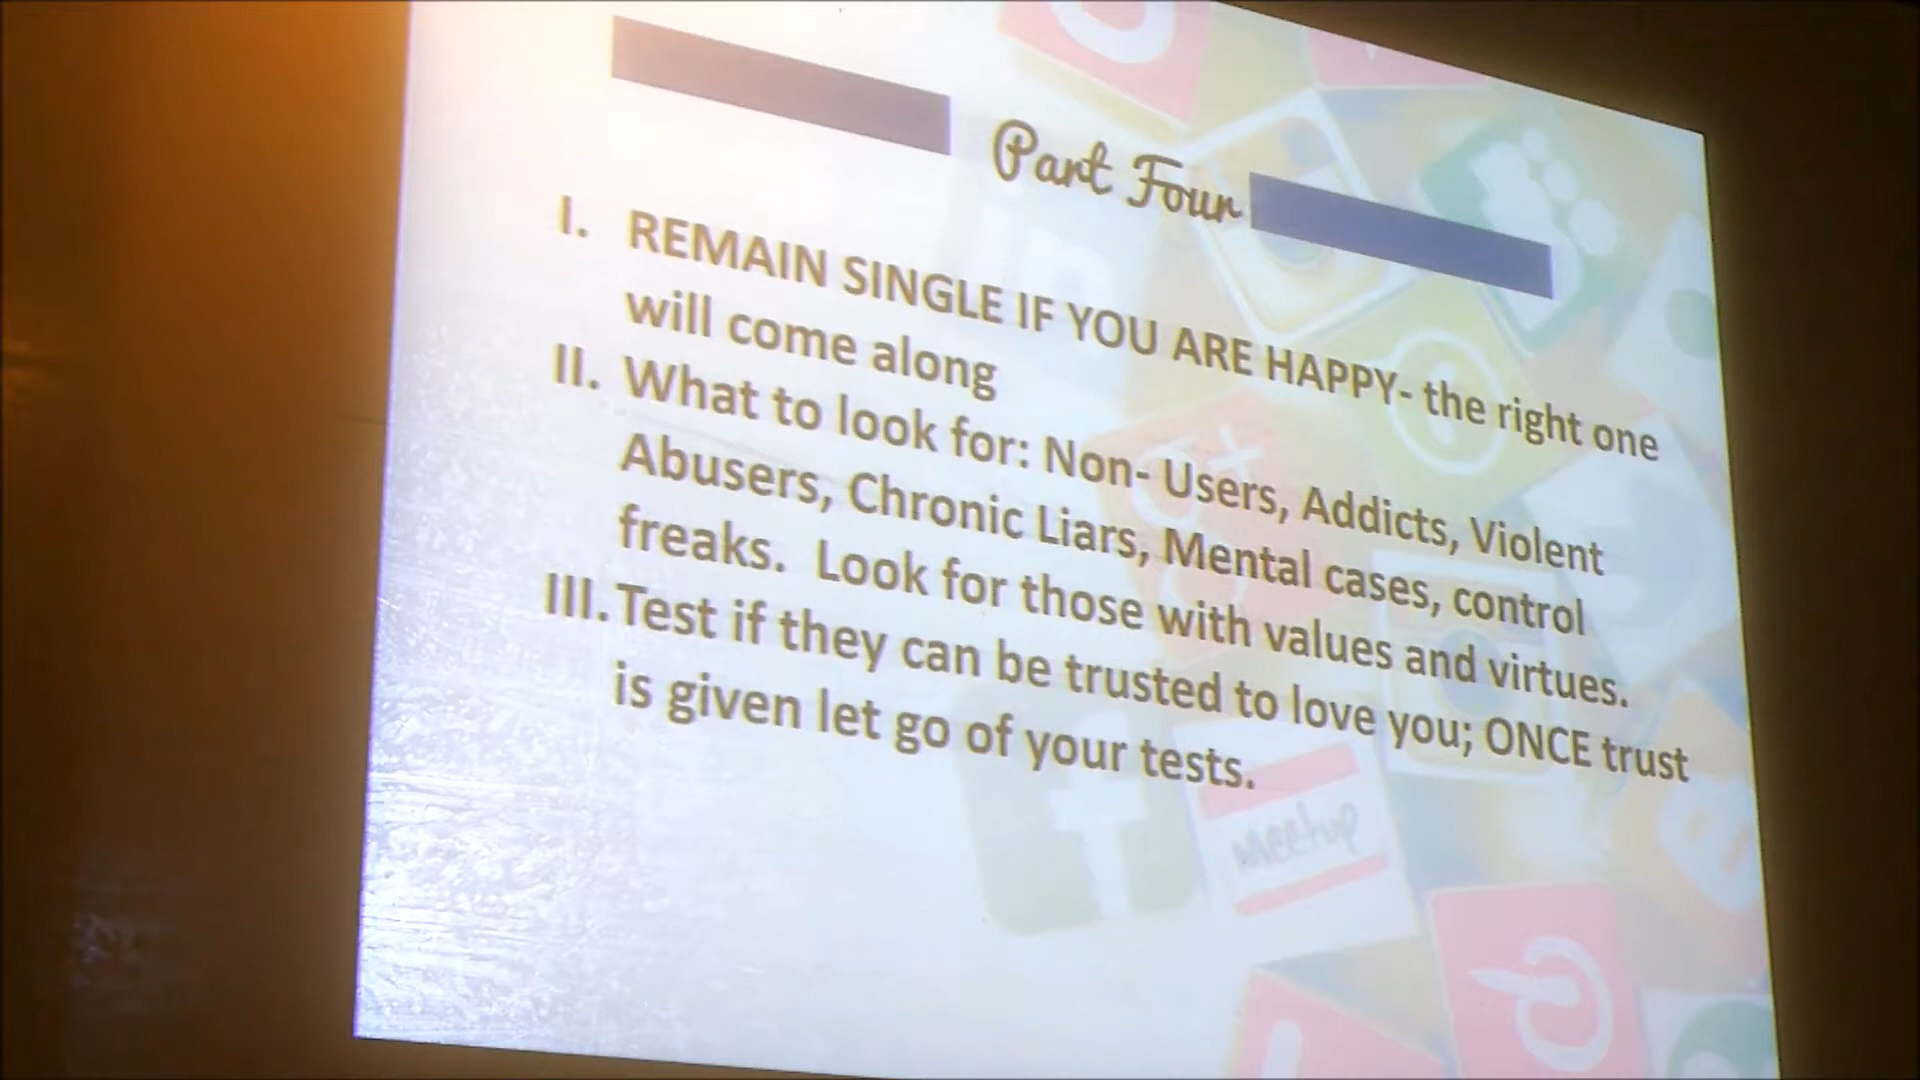 Part Four
I. REMAIN SINGLE IF YOU ARE HAPPY- the right one
will come along
II. What to look for: Non- Users, Addicts, Violent
Abusers, Chronic Liars, Mental cases, control
freaks. Look for those with values and virtues.
III. Test if they can be trusted to love you; ONCE trust
is given let go of your tests.
in
g+
f
meetup